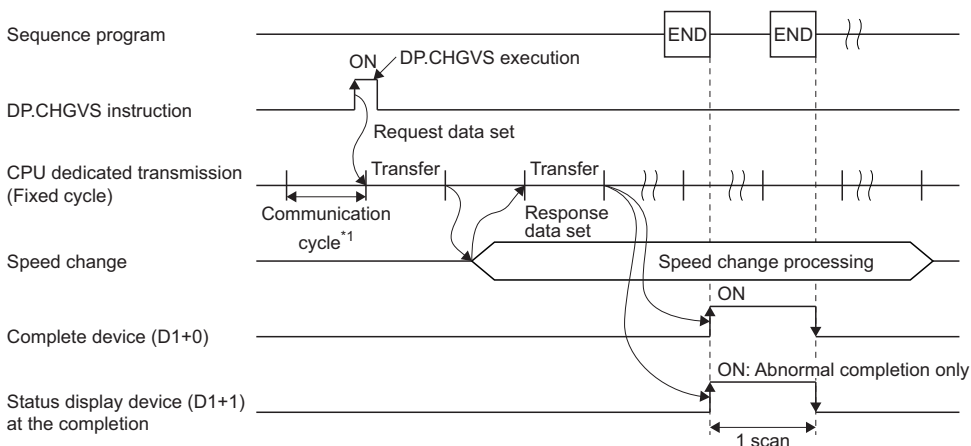 Sequence program
END
END
ON
DP.CHGVS execution
DP.CHGVS instruction
Request data set
CPU dedicated transmission
(Fixed cycle)
Transfer
Transfer
Communication
cycle*1
Response
data set
Speed change
Speed change processing
ON
Complete device (D1+0)
ON: Abnormal completion only
Status display device (D1+1)
at the completion
1 scan